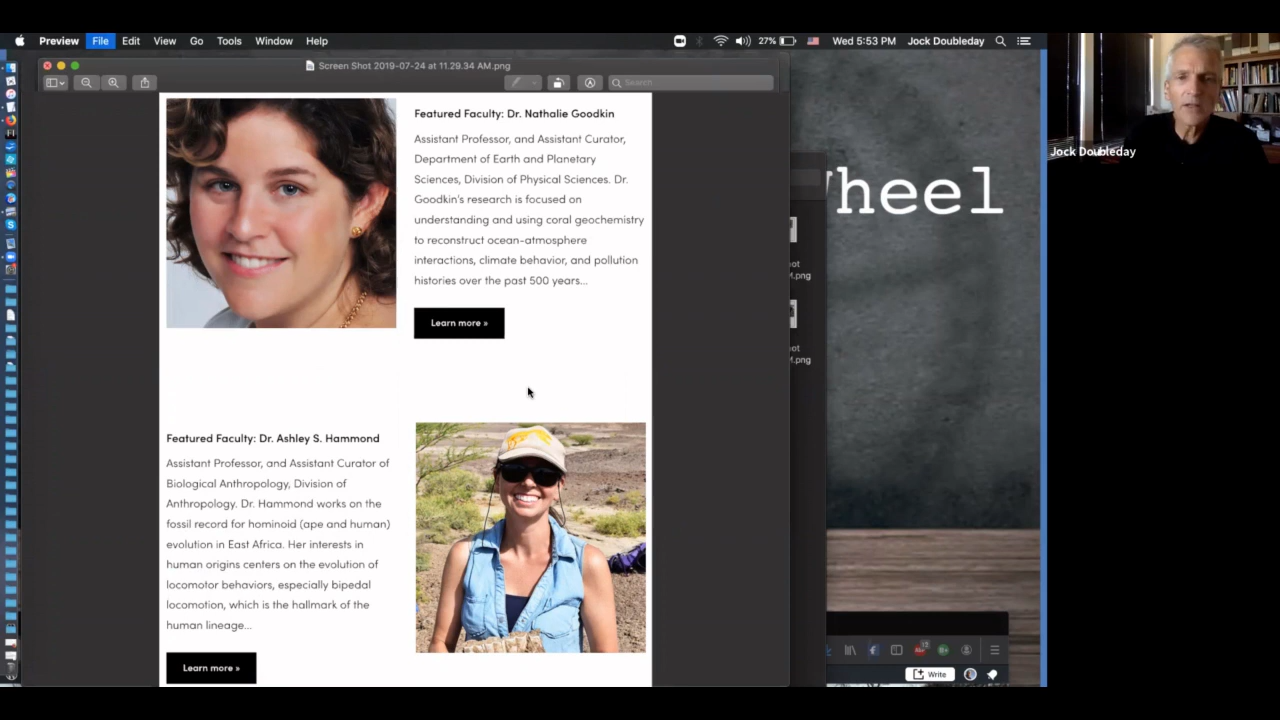 Preview File Edit View Go Tools Window Help
27% Wed 5:53 PM Jock Doubleday
Screen Shot 2019-07-24 at 11.29.34 AM.png
Search
Featured Faculty: Dr. Nathalie Goodkin
Assistant Professor, and Assistant Curator,
Department of Earth and Planetary
Sciences, Division of Physical Sciences. Dr.
Goodkin's research is focused on
understanding and using coral geochemistry
to reconstruct ocean-atmosphere
interactions, climate behavior, and pollution
histories over the past 500 years...
Learn more »
Featured Faculty: Dr. Ashley S. Hammond
Assistant Professor, and Assistant Curator of
Biological Anthropology, Division of
Anthropology. Dr. Hammond works on the
fossil record for hominoid (ape and human)
evolution in East Africa. Her interests in
human origins centers on the evolution of
locomotor behaviors, especially bipedal
locomotion, which is the hallmark of the
human lineage...
Learn more »
heel
ot
M.png
ot
M.png
Write
Jock Doubleday